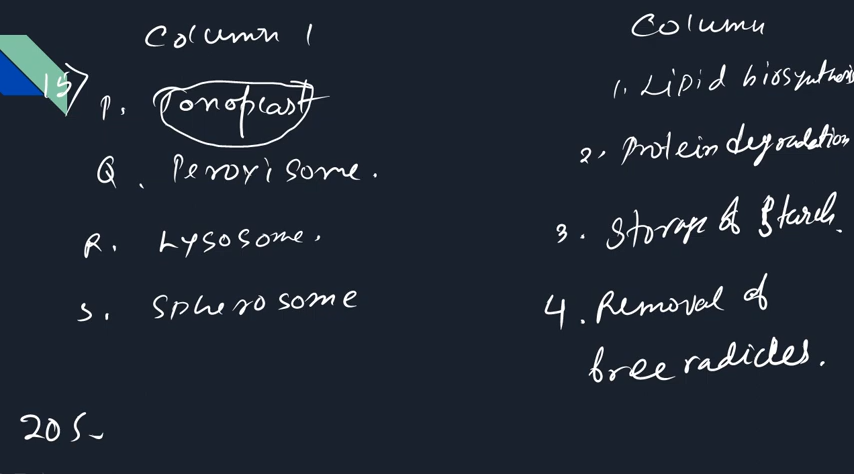 Column 1
Column
15)
P. Tonoplast
1. Lipid biosynthesis
Q. Peroxisome.
2. Protein degradation
R. Lysosome.
3. Storage of Starch.
S. Spherosome
4. Removal of
free radicles.
20S-